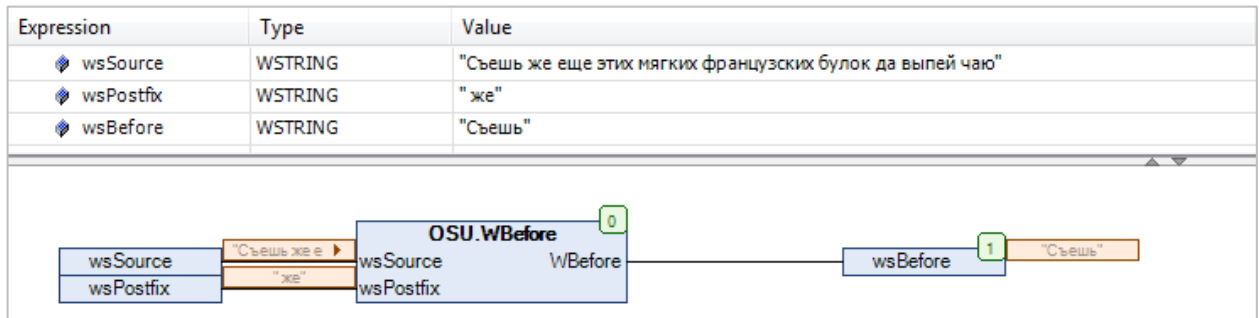 Expression Type Value
wsSource WSTRING "Съешь же еще этих мягких французских булок да выпей чаю"
wsPostfix WSTRING " же"
wsBefore WSTRING "Съешь"
0
OSU.WBefore
wsSource "Съешь же е wsSource WBefore wsBefore 1 "Съешь"
wsPostfix " же" wsPostfix